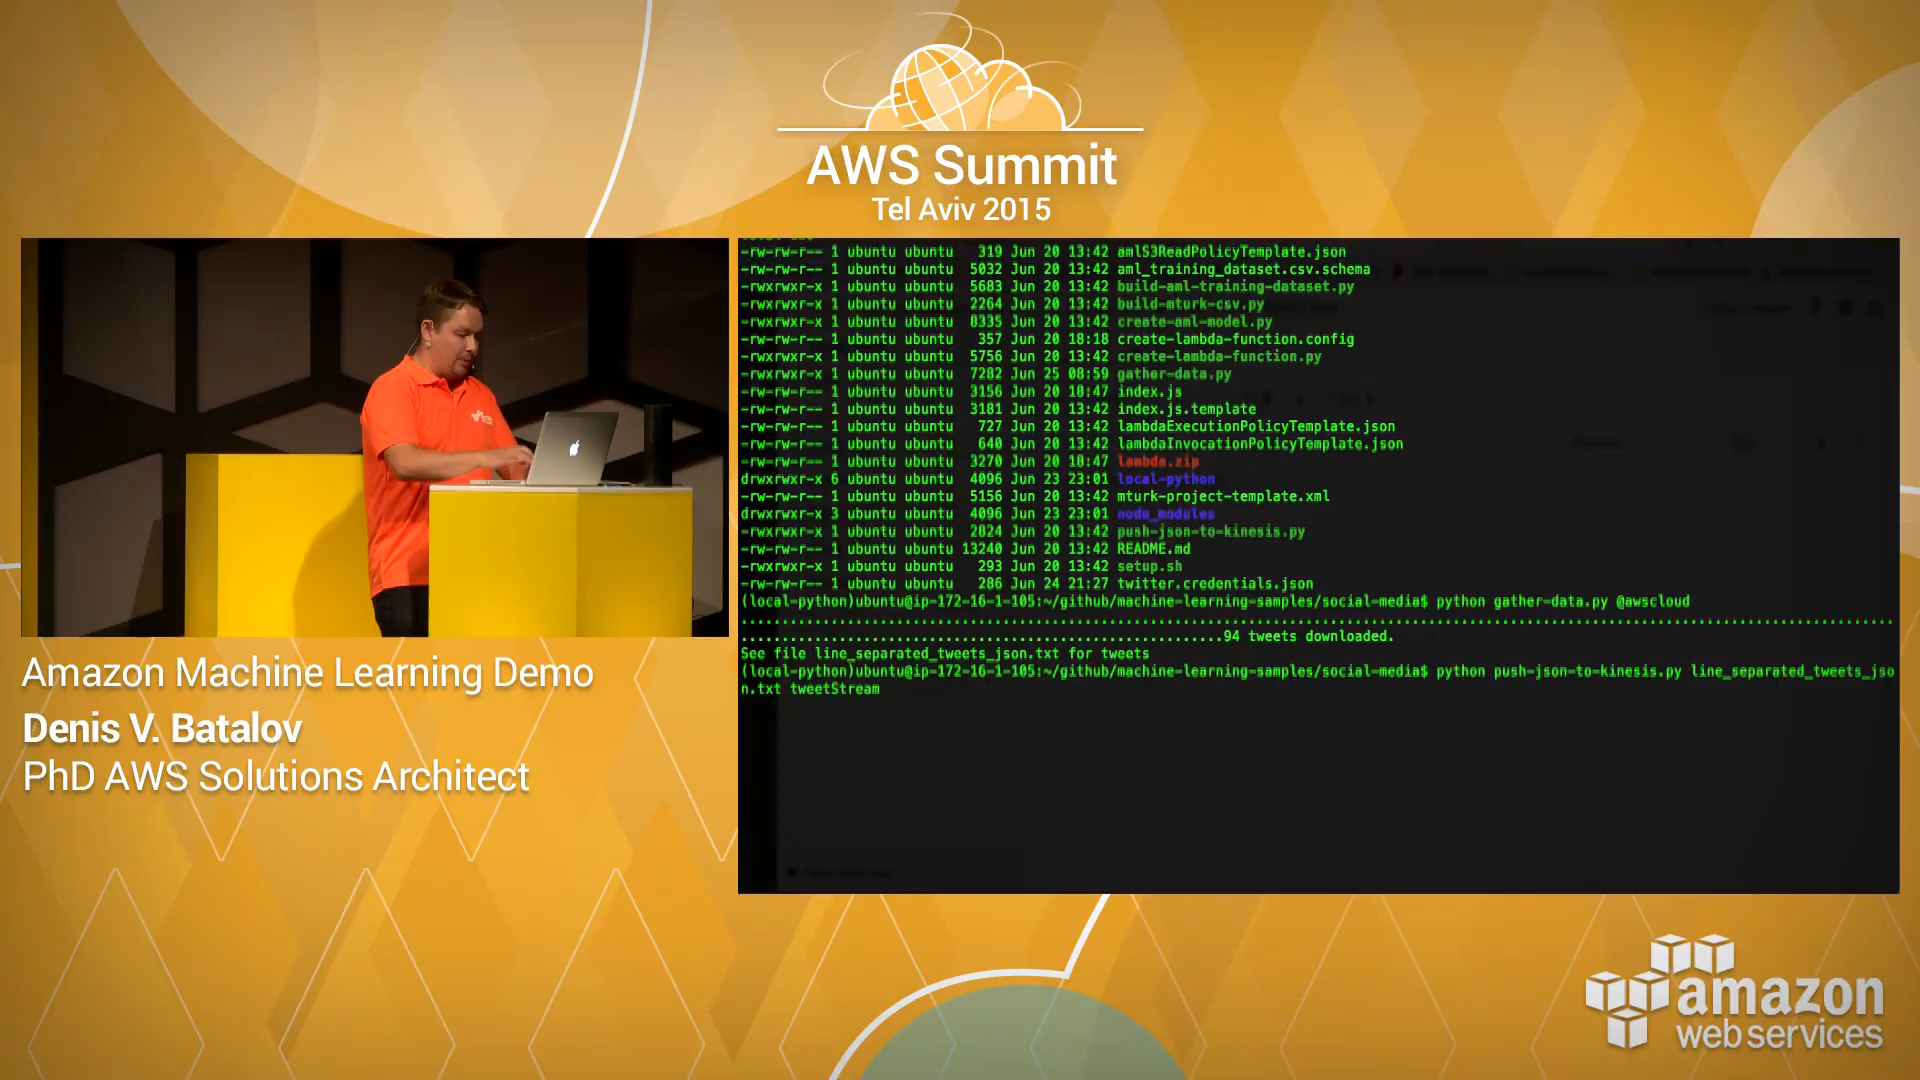 AWS Summit
Tel Aviv 2015
-rw-rw-r-- 1 ubuntu ubuntu   319 Jun 20 13:42 amlS3ReadPolicyTemplate.json
-rw-rw-r-- 1 ubuntu ubuntu  5032 Jun 20 13:42 aml_training_dataset.csv.schema
-rwxrwxr-x 1 ubuntu ubuntu  5683 Jun 20 13:42 build-aml-training-dataset.py
-rwxrwxr-x 1 ubuntu ubuntu  2264 Jun 20 13:42 build-mturk-csv.py
-rwxrwxr-x 1 ubuntu ubuntu  8335 Jun 20 13:42 create-aml-model.py
-rw-rw-r-- 1 ubuntu ubuntu   357 Jun 20 18:18 create-lambda-function.config
-rwxrwxr-x 1 ubuntu ubuntu  5756 Jun 20 13:42 create-lambda-function.py
-rwxrwxr-x 1 ubuntu ubuntu  7282 Jun 25 08:59 gather-data.py
-rw-rw-r-- 1 ubuntu ubuntu  3156 Jun 20 18:47 index.js
-rw-rw-r-- 1 ubuntu ubuntu  3181 Jun 20 13:42 index.js.template
-rw-rw-r-- 1 ubuntu ubuntu   727 Jun 20 13:42 lambdaExecutionPolicyTemplate.json
-rw-rw-r-- 1 ubuntu ubuntu   640 Jun 20 13:42 lambdaInvocationPolicyTemplate.json
-rw-rw-r-- 1 ubuntu ubuntu  3270 Jun 20 18:47 lambda.zip
drwxrwxr-x 6 ubuntu ubuntu  4096 Jun 23 23:01 local-python
-rw-rw-r-- 1 ubuntu ubuntu  5156 Jun 20 13:42 mturk-project-template.xml
drwxrwxr-x 3 ubuntu ubuntu  4096 Jun 23 23:01 node_modules
-rwxrwxr-x 1 ubuntu ubuntu  2024 Jun 20 13:42 push-json-to-kinesis.py
-rw-rw-r-- 1 ubuntu ubuntu 13240 Jun 20 13:42 README.md
-rwxrwxr-x 1 ubuntu ubuntu   293 Jun 20 13:42 setup.sh
-rw-rw-r-- 1 ubuntu ubuntu   286 Jun 24 21:27 twitter.credentials.json
(local-python)ubuntu@ip-172-16-1-105:~/github/machine-learning-samples/social-media$ python gather-data.py @awscloud
.............................................................................................................................................
...........................................................94 tweets downloaded.
See file line_separated_tweets_json.txt for tweets
(local-python)ubuntu@ip-172-16-1-105:~/github/machine-learning-samples/social-media$ python push-json-to-kinesis.py line_separated_tweets_jso
n.txt tweetStream
Amazon Machine Learning Demo
Denis V. Batalov
PhD AWS Solutions Architect
amazon
web services